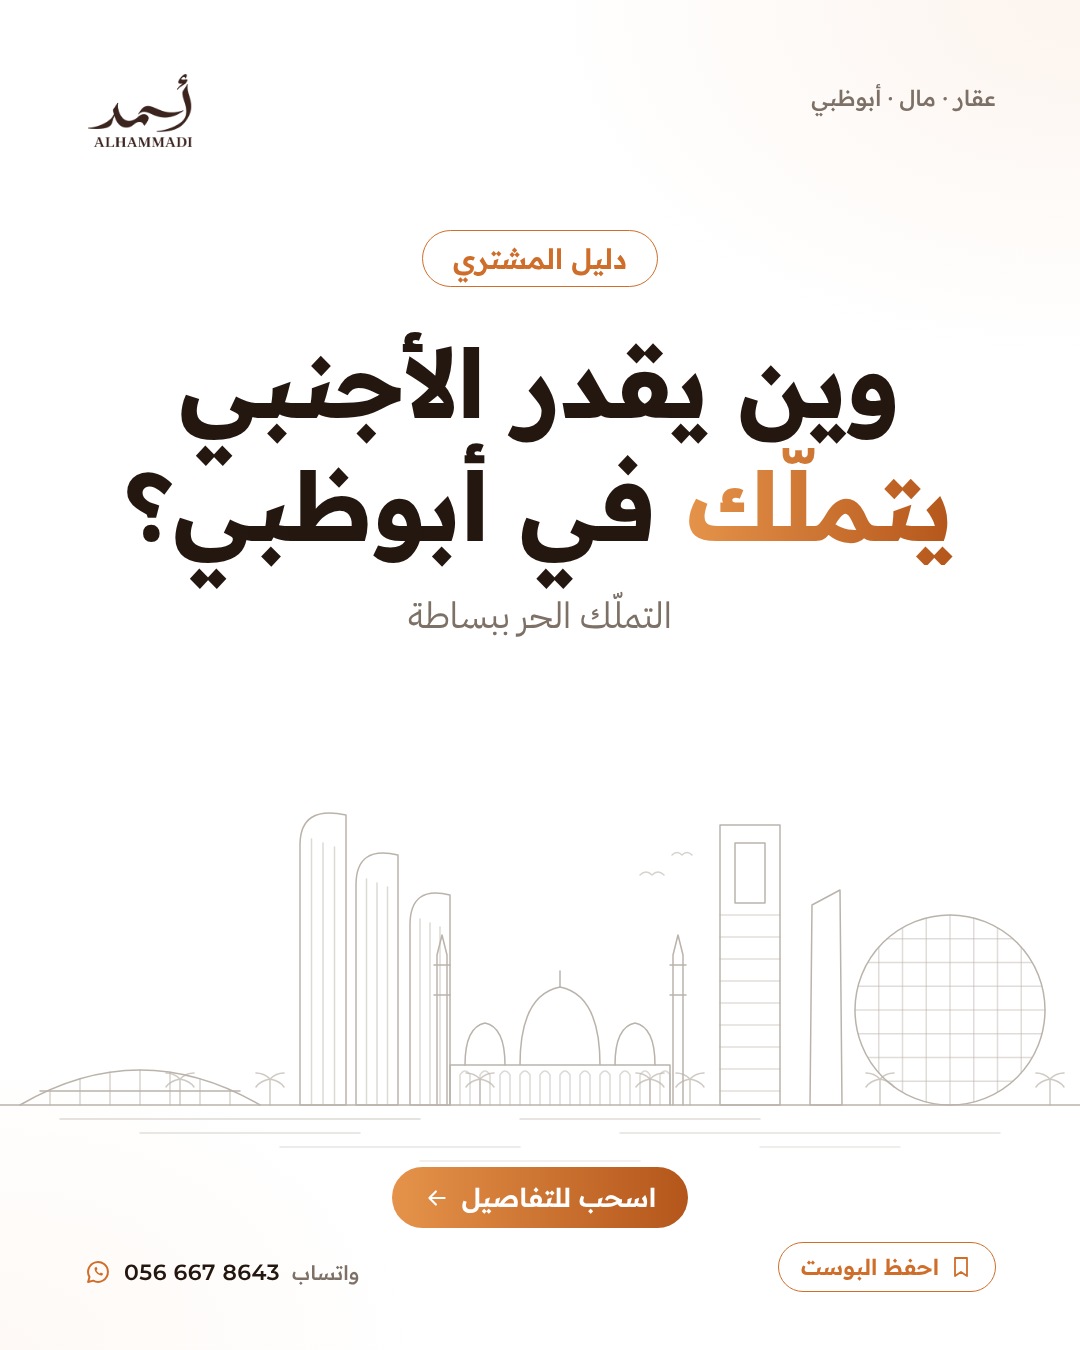 عقار · مال · أبوظبي
أحمد
ALHAMMADI
دليل المشتري
وين يقدر الأجنبي
يتملّك في أبوظبي؟
التملّك الحر ببساطة
اسحب للتفاصيل ←
احفظ البوست
واتساب 056 667 8643